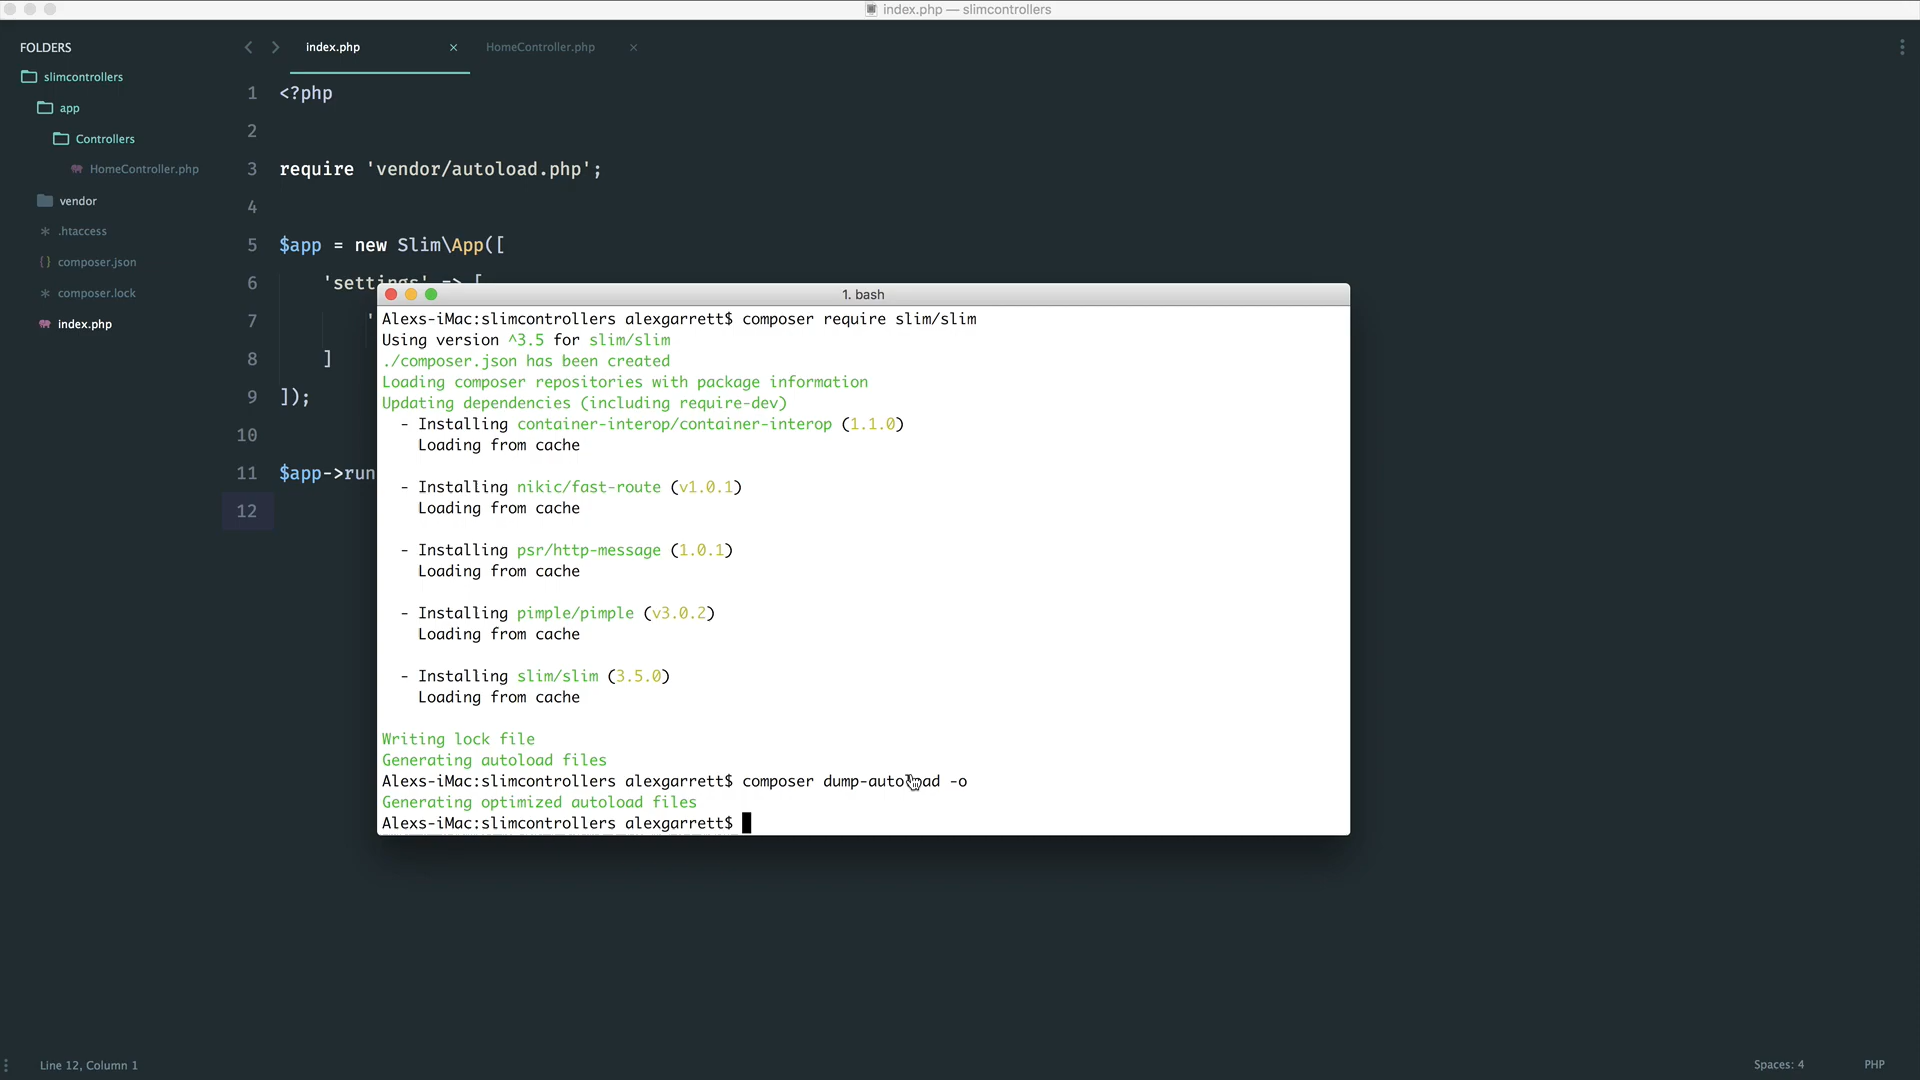 index.php — slimcontrollers
FOLDERS
slimcontrollers
app
Controllers
HomeController.php
vendor
.htaccess
composer.json
composer.lock
index.php
index.php
HomeController.php
1 <?php
2
3 require 'vendor/autoload.php';
4
5 $app = new Slim\App([
6 'settings' => [
7 '
8 ]
9 ]);
10
11 $app->run
12
1. bash
Alexs-iMac:slimcontrollers alexgarrett$ composer require slim/slim
Using version ^3.5 for slim/slim
./composer.json has been created
Loading composer repositories with package information
Updating dependencies (including require-dev)
- Installing container-interop/container-interop (1.1.0)
Loading from cache
- Installing nikic/fast-route (v1.0.1)
Loading from cache
- Installing psr/http-message (1.0.1)
Loading from cache
- Installing pimple/pimple (v3.0.2)
Loading from cache
- Installing slim/slim (3.5.0)
Loading from cache
Writing lock file
Generating autoload files
Alexs-iMac:slimcontrollers alexgarrett$ composer dump-autoload -o
Generating optimized autoload files
Alexs-iMac:slimcontrollers alexgarrett$
Line 12, Column 1
Spaces: 4
PHP